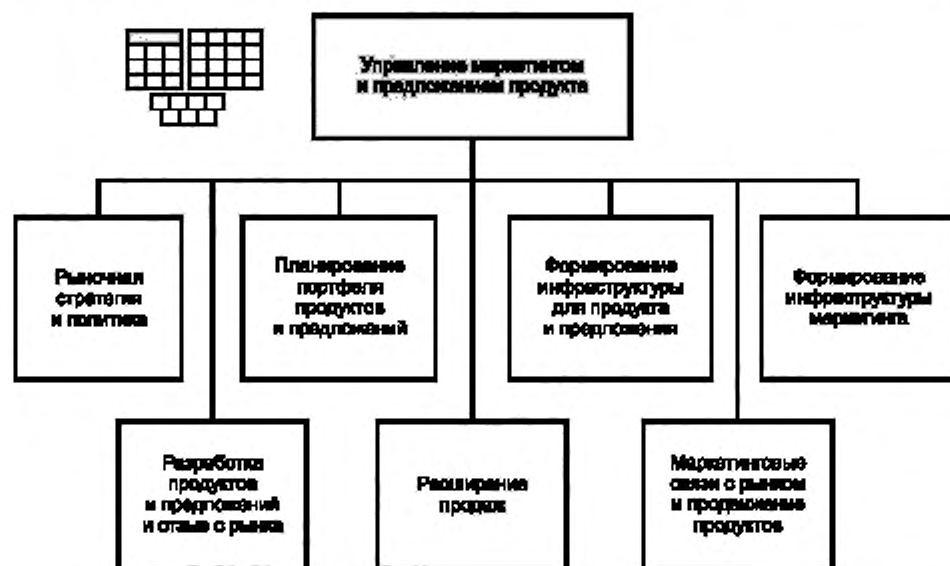 Управление маркетингом
и предложением продукта
Рыночная
стратегия
и политика
Планирование
портфеля
продуктов
и предложений
Формирование
инфраструктуры
для продукта
и предложения
Формирование
инфраструктуры
маркетинга
Разработка
продуктов
и предложений
и отзыв с рынка
Расширение
продаж
Маркетинговые
связи с рынком
и продвижение
продуктов